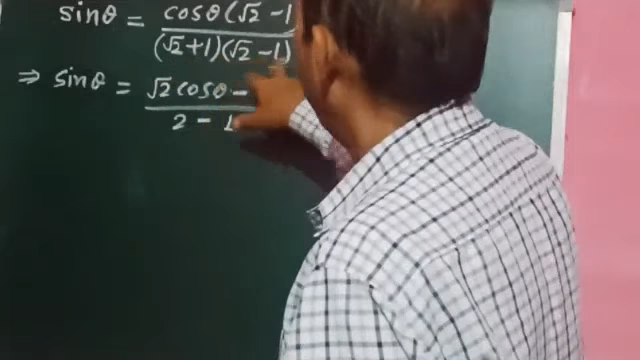 sinθ = cosθ(√2 - 1 / (√2+1)(√2 - 1)
⇒ sinθ = √2 cosθ - / 2 - 1